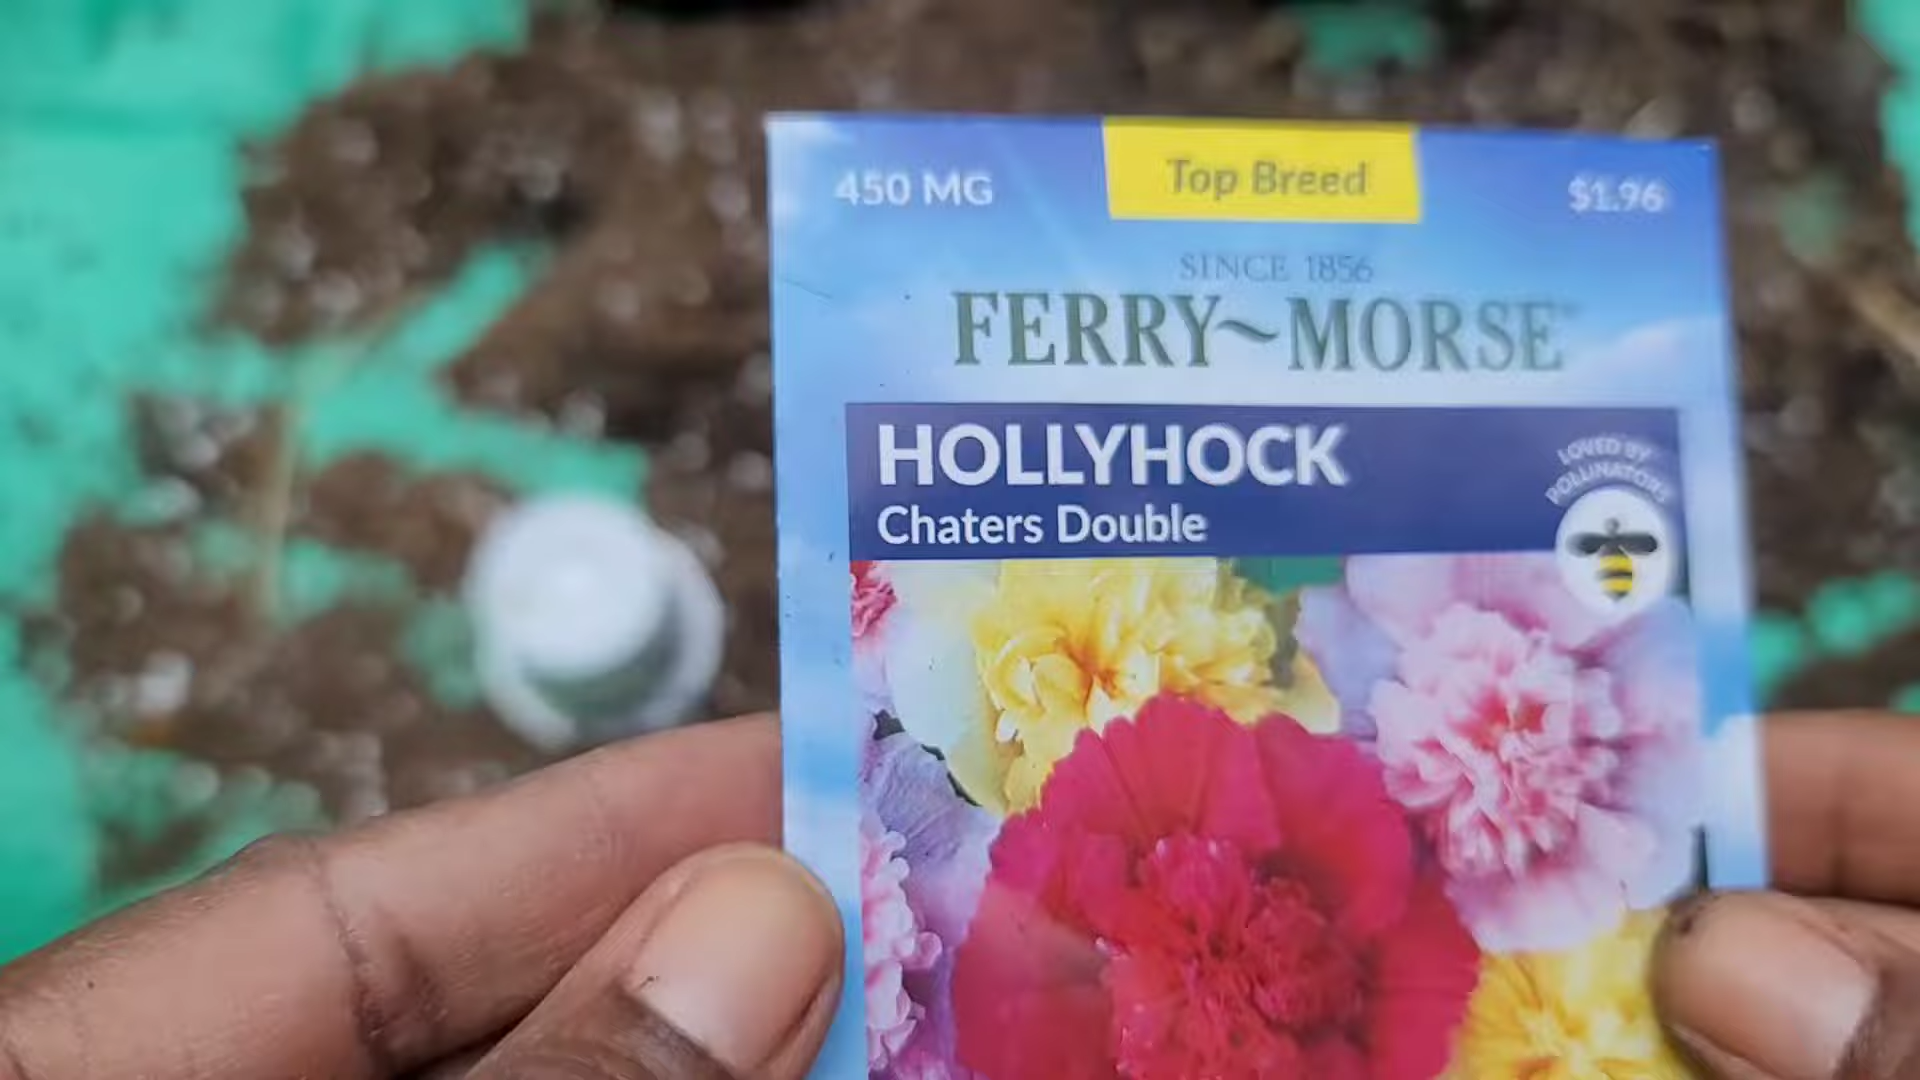 450 MG
Top Breed
$1.96
SINCE 1856
FERRY~MORSE
HOLLYHOCK
Chaters Double
LOVED BY
POLLINATORS